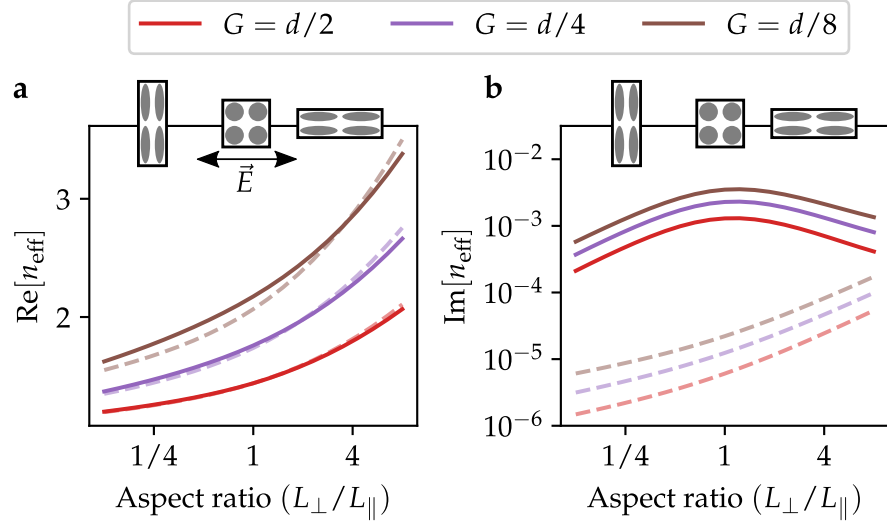 G = d/2 G = d/4 G = d/8
a
b
E⃗
3
2
Re[n_eff]
1/4 1 4
Aspect ratio (L_⊥/L_∥)
10^−2
10^−3
10^−4
10^−5
10^−6
Im[n_eff]
1/4 1 4
Aspect ratio (L_⊥/L_∥)